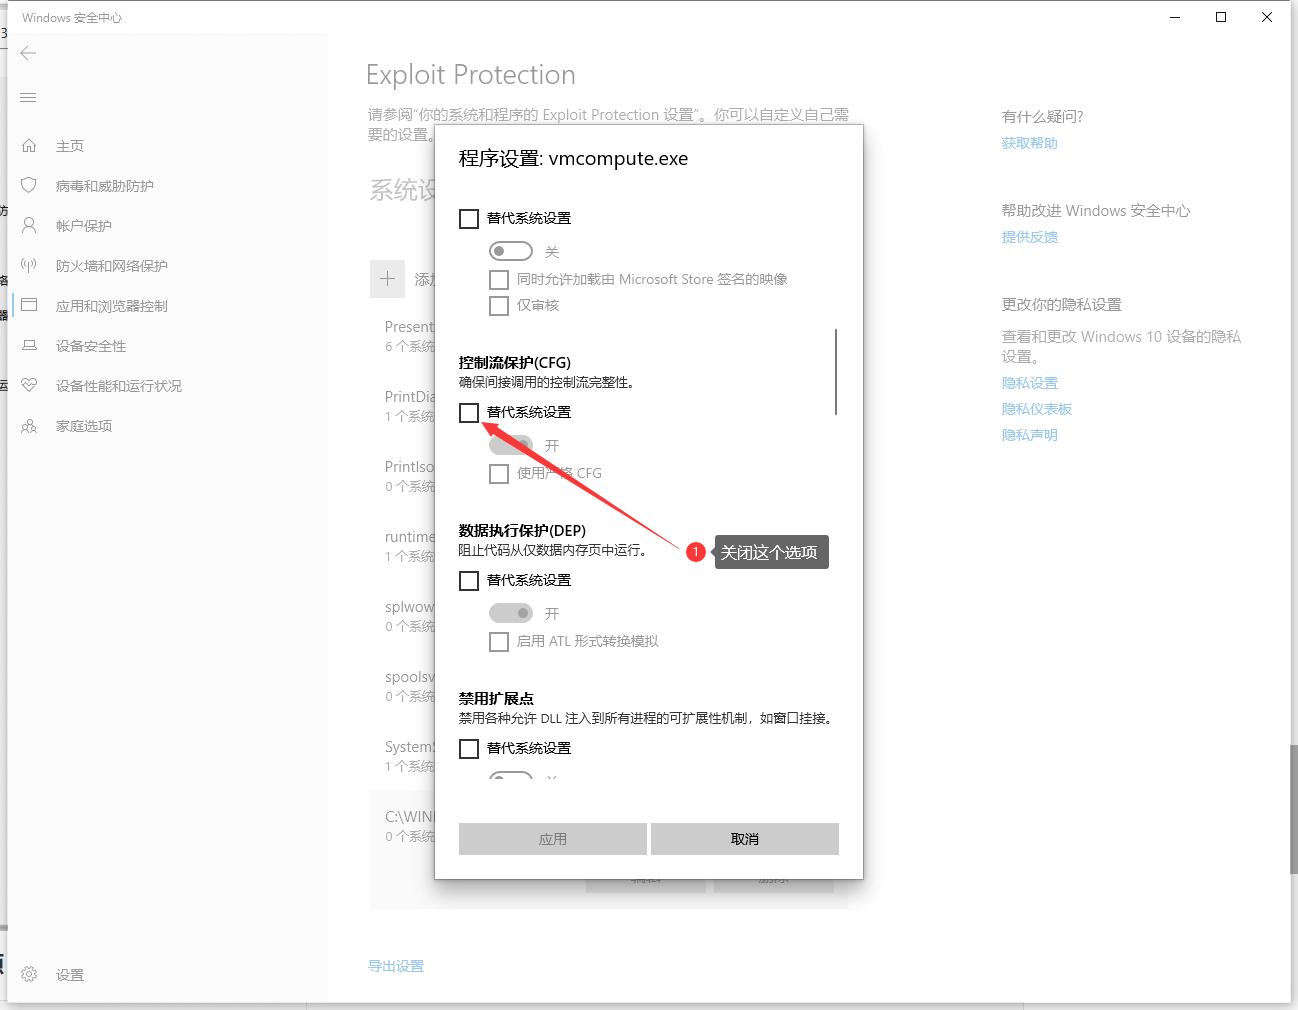 Windows 安全中心
主页
病毒和威胁防护
帐户保护
防火墙和网络保护
应用和浏览器控制
设备安全性
设备性能和运行状况
家庭选项
设置
Exploit Protection
请参阅“你的系统和程序的 Exploit Protection 设置”。你可以自定义自己需
要的设置。
系统设
添加
Present
6 个系统
PrintDia
1 个系统
PrintIso
0 个系统
runtime
1 个系统
splwow
0 个系统
spoolsv
0 个系统
SystemS
1 个系统
C:\WIN
0 个系统
导出设置
程序设置: vmcompute.exe
替代系统设置
关
同时允许加载由 Microsoft Store 签名的映像
仅审核
控制流保护(CFG)
确保间接调用的控制流完整性。
替代系统设置
开
使用严格 CFG
1 关闭这个选项
数据执行保护(DEP)
阻止代码从仅数据内存页中运行。
替代系统设置
开
启用 ATL 形式转换模拟
禁用扩展点
禁用各种允许 DLL 注入到所有进程的可扩展性机制，如窗口挂接。
替代系统设置
应用
取消
有什么疑问?
获取帮助
帮助改进 Windows 安全中心
提供反馈
更改你的隐私设置
查看和更改 Windows 10 设备的隐私
设置。
隐私设置
隐私仪表板
隐私声明